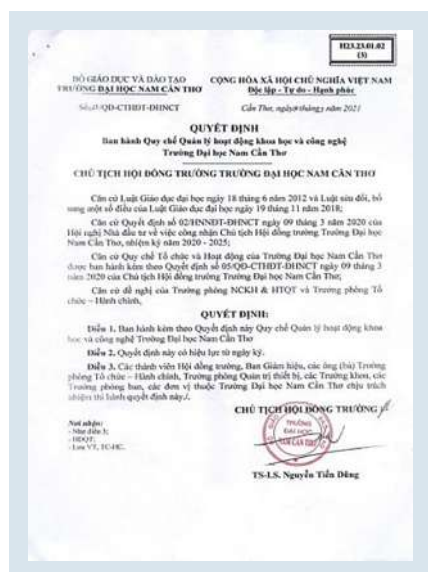 H23.23.01.02
(3)
BỘ GIÁO DỤC VÀ ĐÀO TẠO
TRƯỜNG ĐẠI HỌC NAM CẦN THƠ
CỘNG HÒA XÃ HỘI CHỦ NGHĨA VIỆT NAM
Độc lập - Tự do - Hạnh phúc
/QĐ-CTHĐT-ĐHNCT
Cần Thơ, ngày tháng năm 2021
QUYẾT ĐỊNH
Ban hành Quy chế Quản lý hoạt động khoa học và công nghệ
Trường Đại học Nam Cần Thơ
CHỦ TỊCH HỘI ĐỒNG TRƯỜNG TRƯỜNG ĐẠI HỌC NAM CẦN THƠ
Căn cứ Luật Giáo dục đại học ngày 18 tháng 6 năm 2012 và Luật sửa đổi, bổ
sung một số điều của Luật Giáo dục đại học ngày 19 tháng 11 năm 2018;
Căn cứ Quyết định số 02/HNNĐT-ĐHNCT ngày 09 tháng 3 năm 2020 của
Hội nghị Nhà đầu tư về việc công nhận Chủ tịch Hội đồng trường Trường Đại học
Nam Cần Thơ, nhiệm kỳ năm 2020 - 2025;
Căn cứ Quy chế Tổ chức và Hoạt động của Trường Đại học Nam Cần Thơ
được ban hành kèm theo Quyết định số 05/QĐ-CTHĐT-ĐHNCT ngày 09 tháng 3
năm 2020 của Chủ tịch Hội đồng trường Trường Đại học Nam Cần Thơ;
Căn cứ đề nghị của Trưởng phòng NCKH & HTQT và Trưởng phòng Tổ
chức – Hành chính,
QUYẾT ĐỊNH:
Điều 1. Ban hành kèm theo Quyết định này Quy chế Quản lý hoạt động khoa
học và công nghệ Trường Đại học Nam Cần Thơ
Điều 2. Quyết định này có hiệu lực từ ngày ký.
Điều 3. Các thành viên Hội đồng trường, Ban Giám hiệu, các ông (bà) Trưởng
phòng Tổ chức – Hành chính, Trưởng phòng Quản trị thiết bị, các Trưởng khoa, các
Trưởng phòng ban, các đơn vị thuộc Trường Đại học Nam Cần Thơ chịu trách
nhiệm thi hành quyết định này./.
CHỦ TỊCH HỘI ĐỒNG TRƯỜNG
Nơi nhận:
- Như điều 3;
- HĐQT;
- Lưu VT, TC-HC.
TRƯỜNG
ĐẠI HỌC
NAM CẦN THƠ
TS-LS. Nguyễn Tiến Dũng